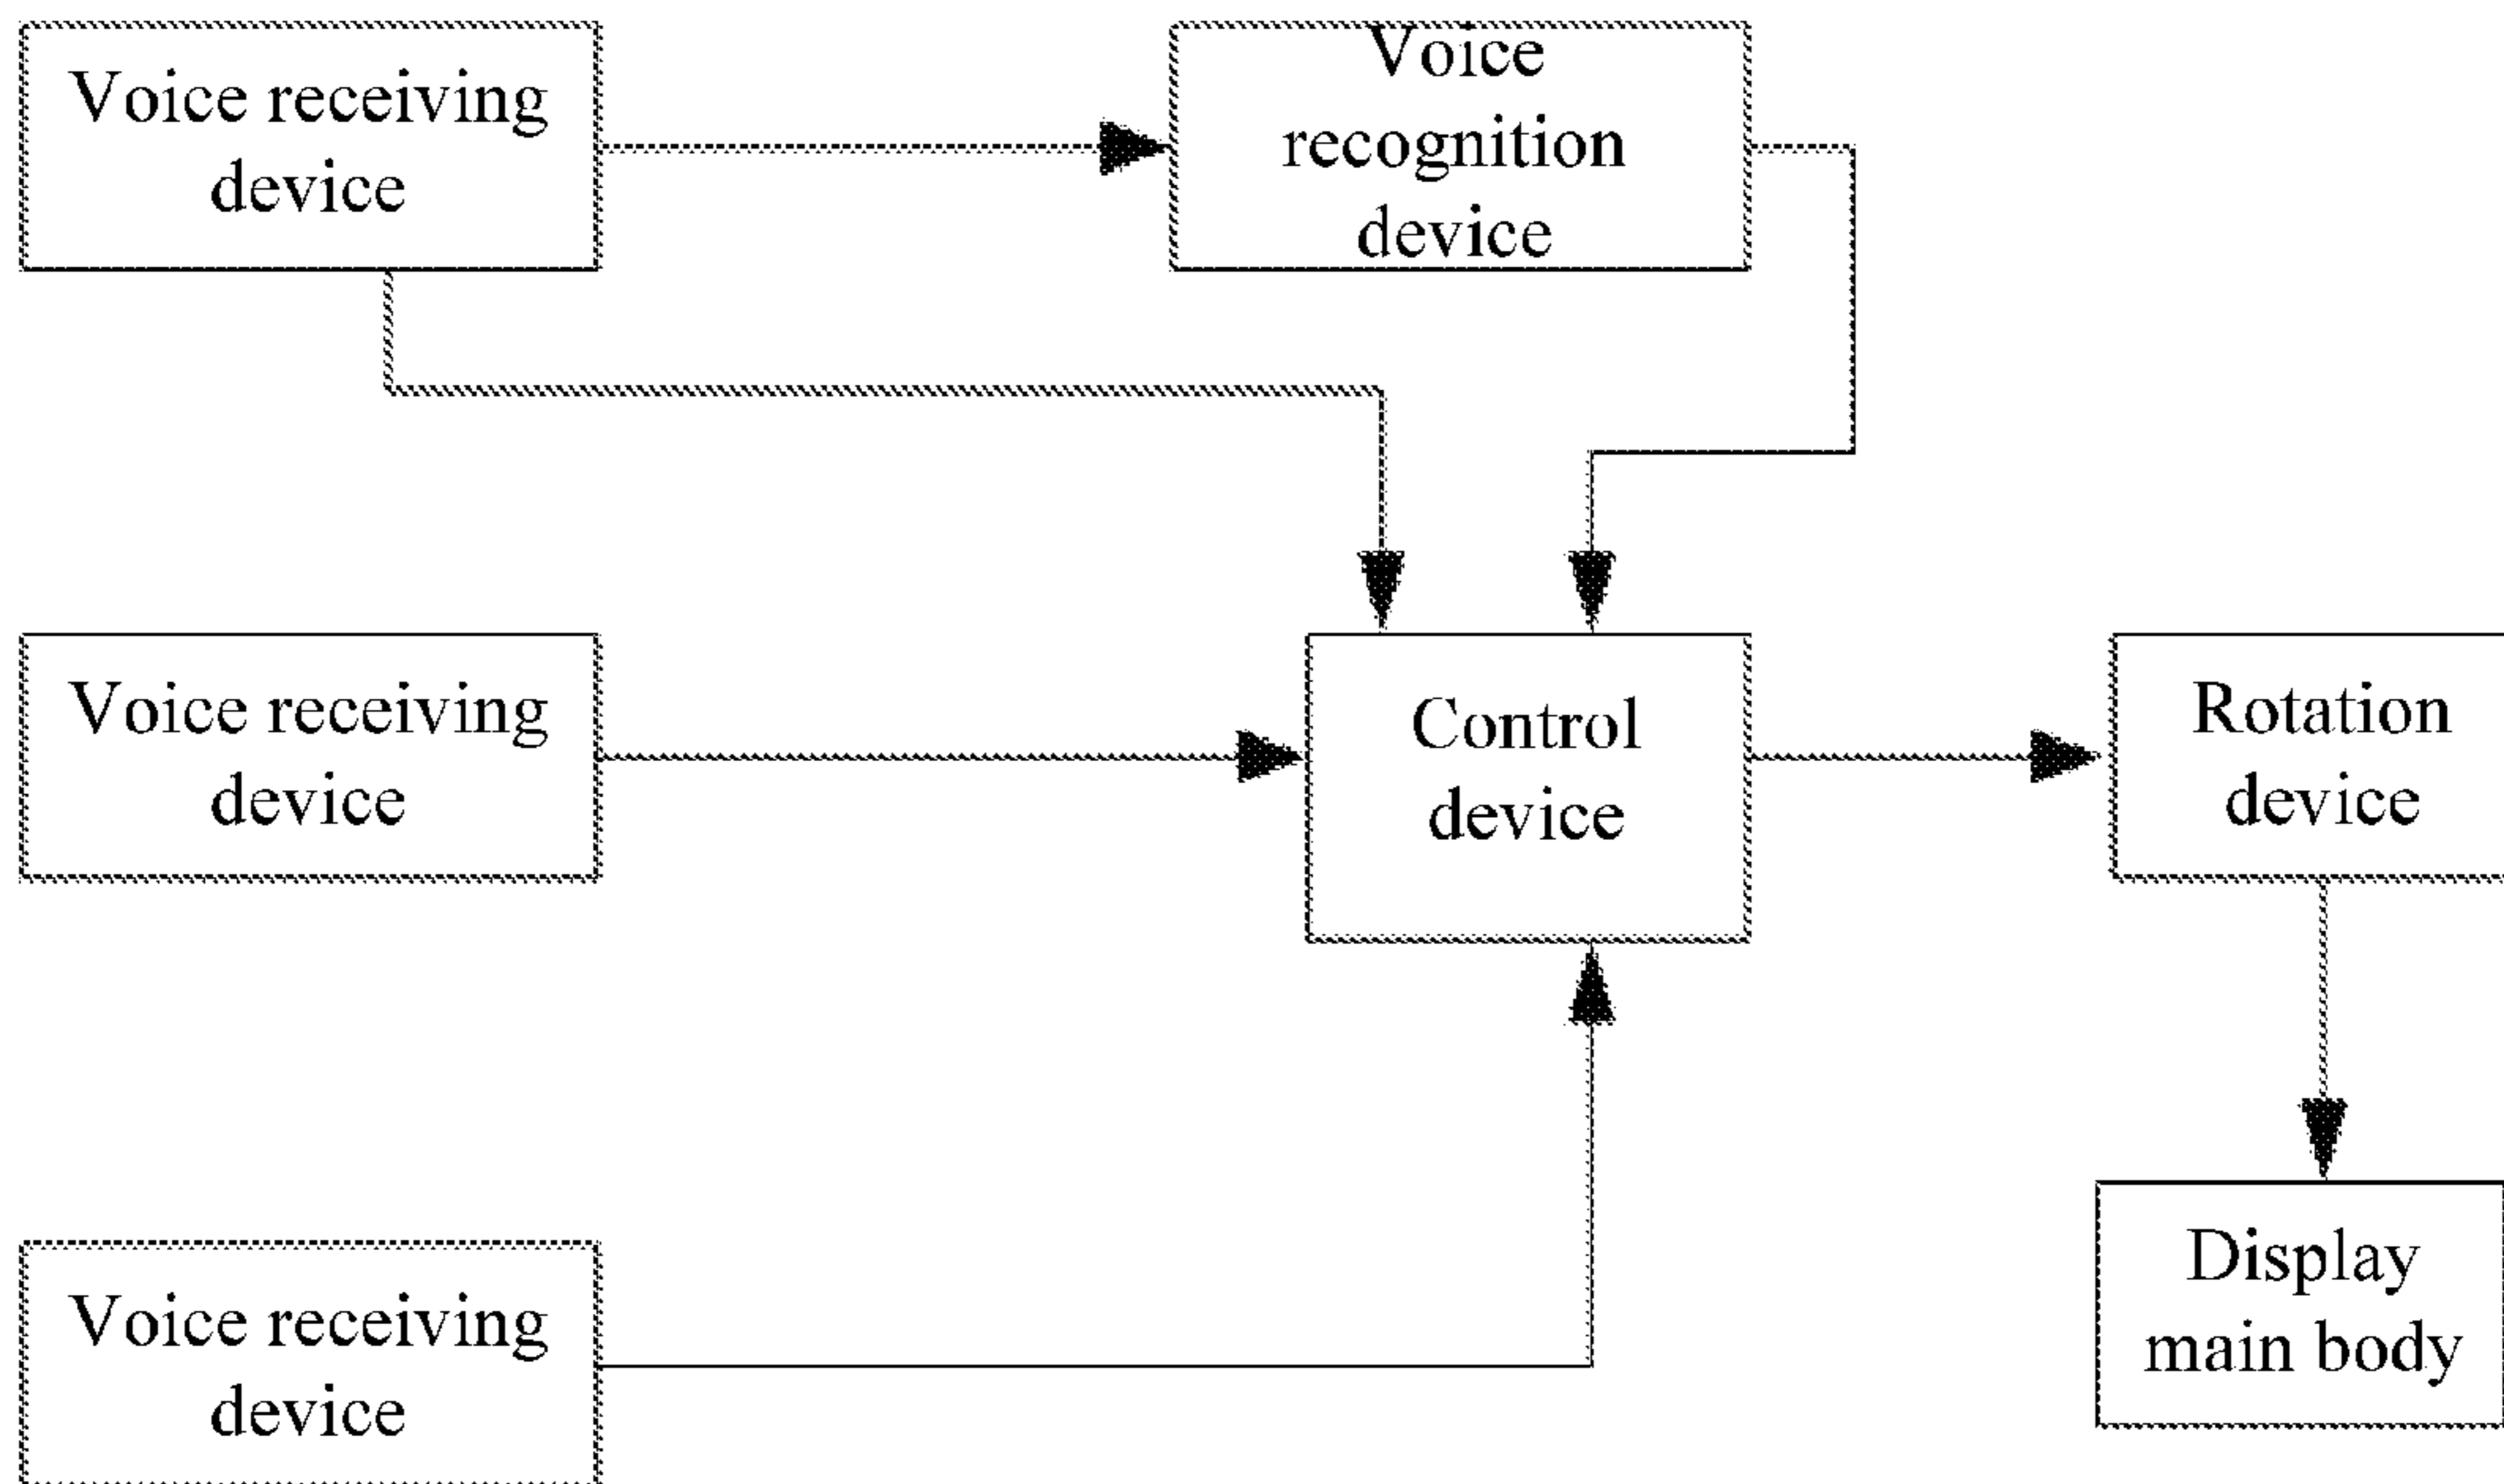 Voice receiving
device
Voice
recognition
device
Voice receiving
device
Control
device
Rotation
device
Voice receiving
device
Display
main body